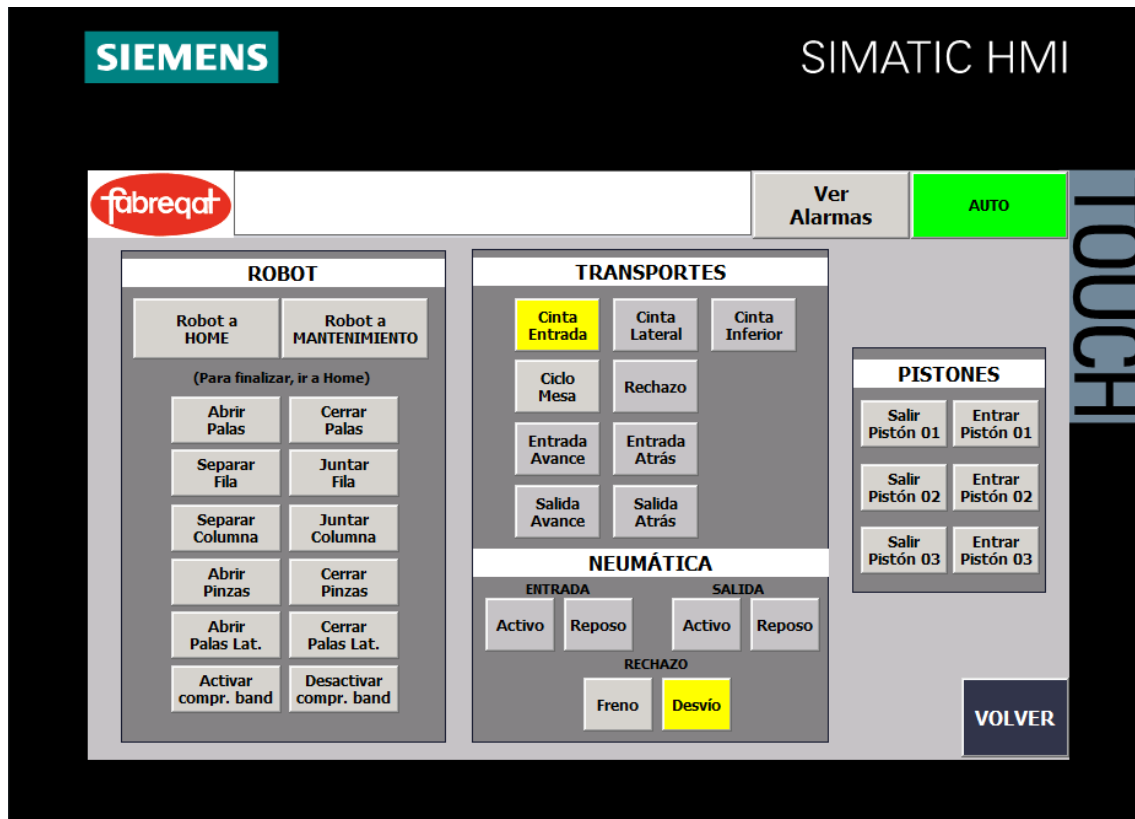 SIEMENS
SIMATIC HMI
TOUCH
fabregat
Ver
Alarmas
AUTO
ROBOT
Robot a
HOME
Robot a
MANTENIMIENTO
(Para finalizar, ir a Home)
Abrir
Palas
Cerrar
Palas
Separar
Fila
Juntar
Fila
Separar
Columna
Juntar
Columna
Abrir
Pinzas
Cerrar
Pinzas
Abrir
Palas Lat.
Cerrar
Palas Lat.
Activar
compr. band
Desactivar
compr. band
TRANSPORTES
Cinta
Entrada
Cinta
Lateral
Cinta
Inferior
Ciclo
Mesa
Rechazo
Entrada
Avance
Entrada
Atrás
Salida
Avance
Salida
Atrás
NEUMÁTICA
ENTRADA
SALIDA
Activo
Reposo
Activo
Reposo
RECHAZO
Freno
Desvío
PISTONES
Salir
Pistón 01
Entrar
Pistón 01
Salir
Pistón 02
Entrar
Pistón 02
Salir
Pistón 03
Entrar
Pistón 03
VOLVER